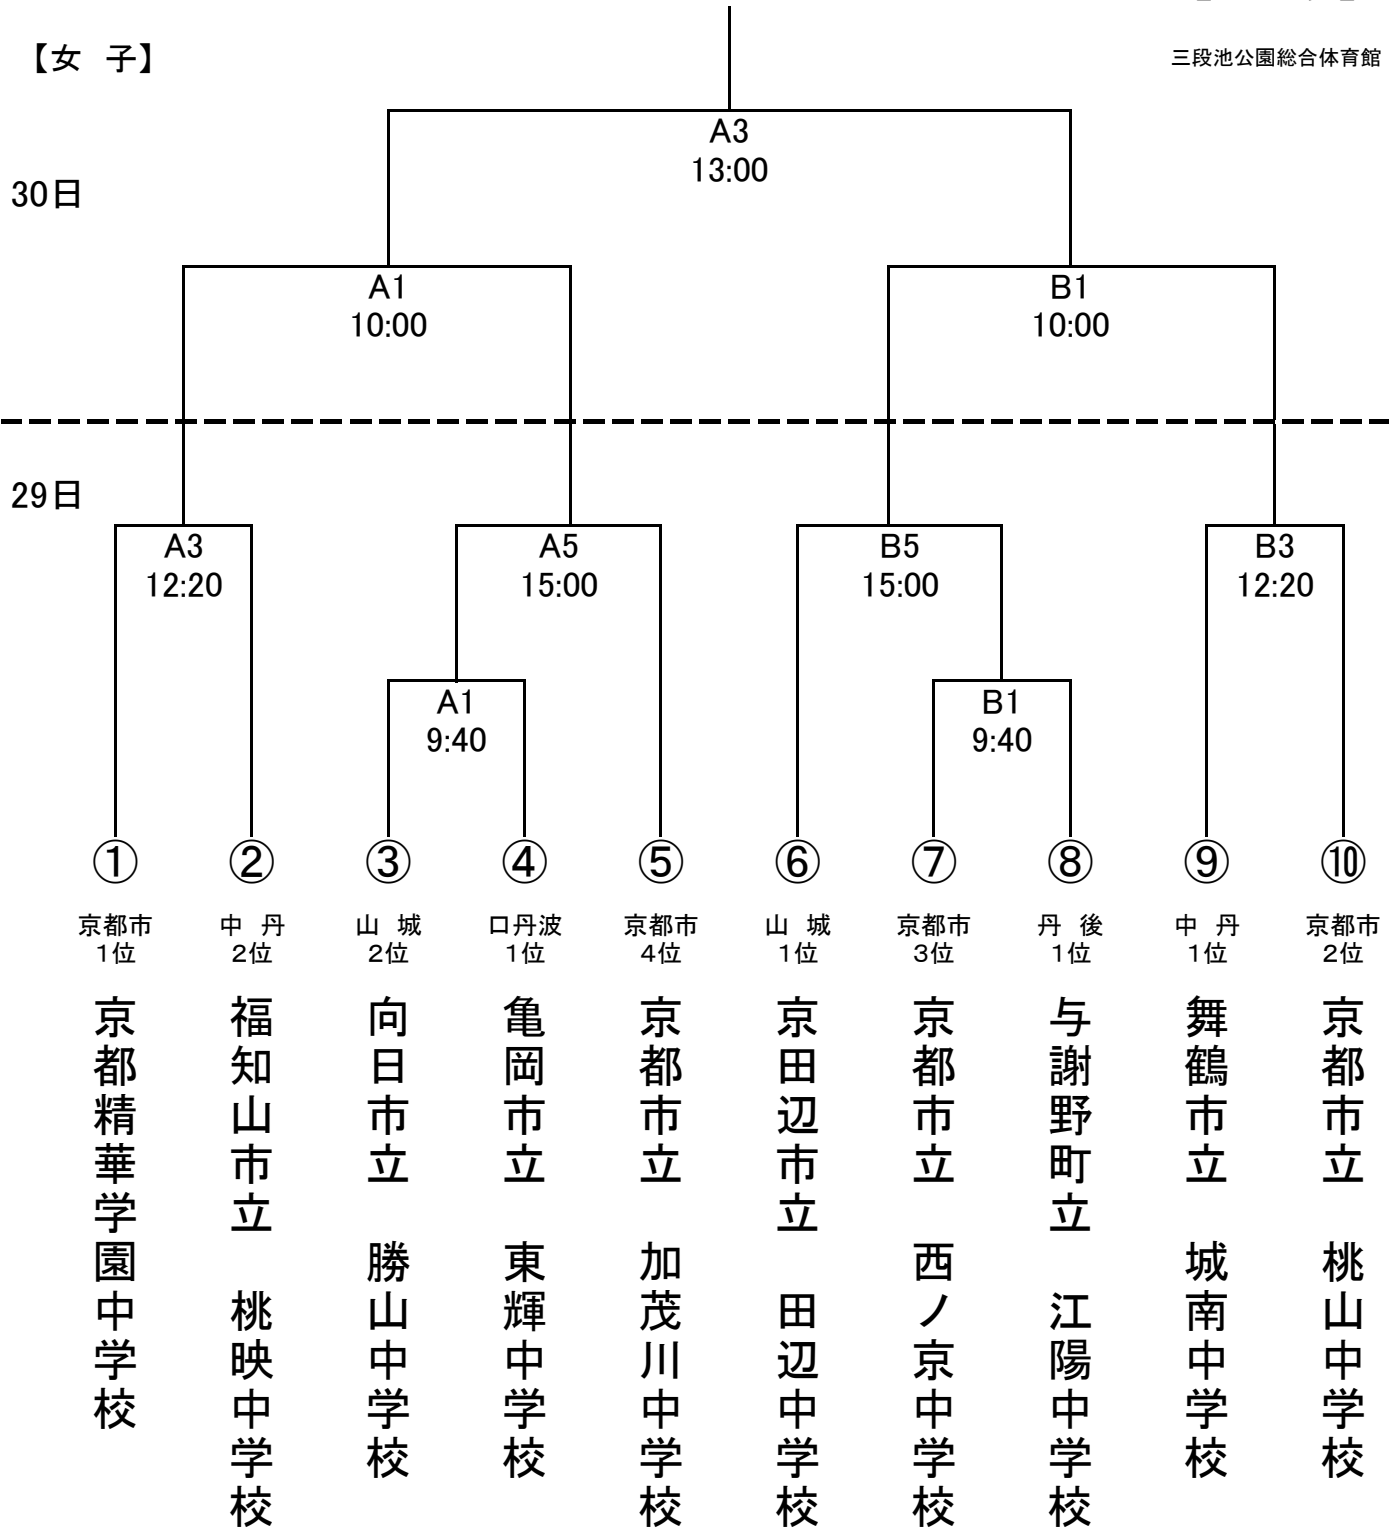 【女　子】
三段池公園総合体育館
A3
13:00
30日
A1
10:00
B1
10:00
29日
A3
12:20
A5
15:00
B5
15:00
B3
12:20
A1
9:40
B1
9:40
①
②
③
④
⑤
⑥
⑦
⑧
⑨
⑩
京都市
1位
中　丹
2位
山　城
2位
口丹波
1位
京都市
4位
山　城
1位
京都市
3位
丹　後
1位
中　丹
1位
京都市
2位
京都精華学園中学校
福知山市立　桃映中学校
向日市立　勝山中学校
亀岡市立　東輝中学校
京都市立　加茂川中学校
京田辺市立　田辺中学校
京都市立　西ノ京中学校
与謝野町立　江陽中学校
舞鶴市立　城南中学校
京都市立　桃山中学校